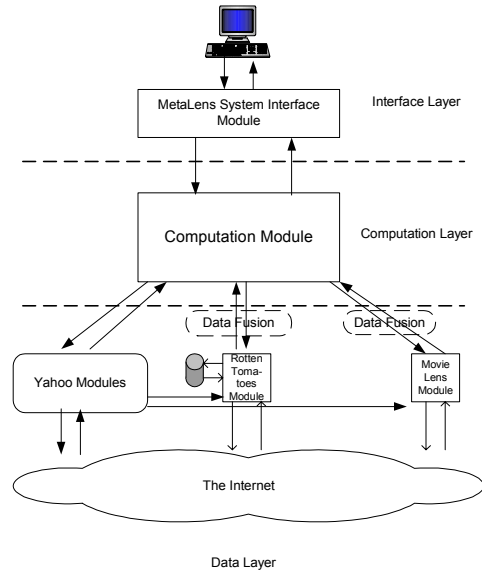 MetaLens System Interface
Module
Interface Layer
Computation Module
Computation Layer
Data Fusion
Data Fusion
Yahoo Modules
Rotten
Toma-
toes
Module
Movie
Lens
Module
The Internet
Data Layer